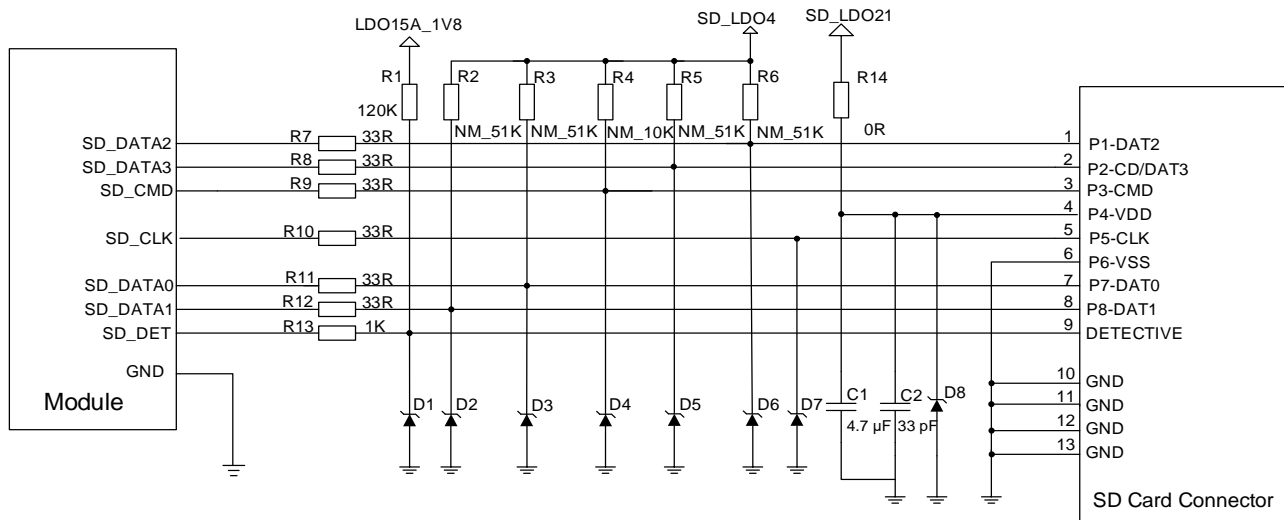 LDO15A_1V8
SD_LDO4
SD_LDO21
R1
R2
R3
R4
R5
R6
R14
120K
NM_51K
NM_51K
NM_10K
NM_51K
NM_51K
0R
SD_DATA2
R7
33R
1
P1-DAT2
SD_DATA3
R8
33R
2
P2-CD/DAT3
SD_CMD
R9
33R
3
P3-CMD
4
P4-VDD
SD_CLK
R10
33R
5
P5-CLK
6
P6-VSS
SD_DATA0
R11
33R
7
P7-DAT0
SD_DATA1
R12
33R
8
P8-DAT1
SD_DET
R13
1K
9
DETECTIVE
GND
10
GND
11
GND
12
GND
13
GND
Module
D1
D2
D3
D4
D5
D6
D7
C1
4.7 µF
C2
33 pF
D8
SD Card Connector